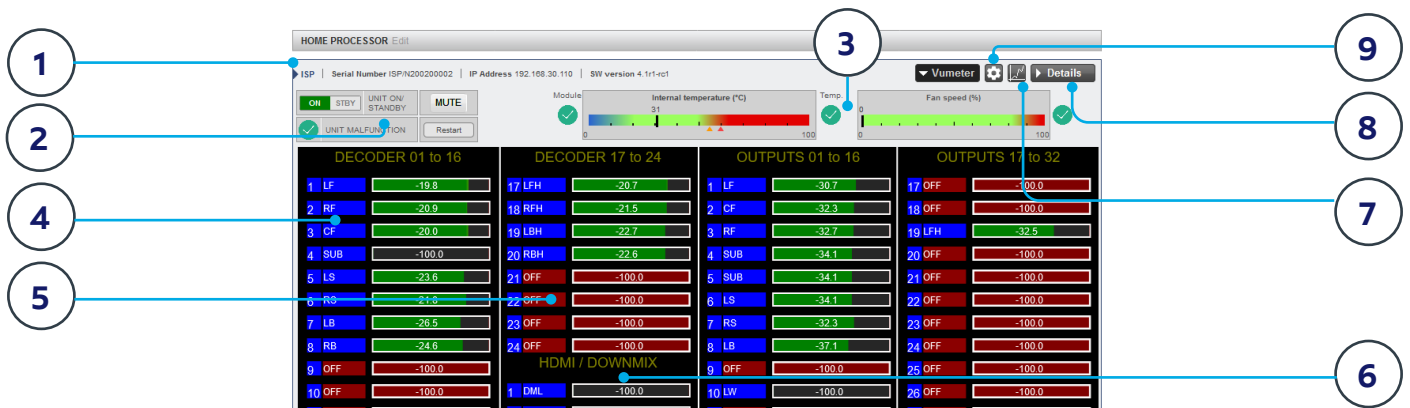 HOME PROCESSOR Edit
1
3
9
ISP | Serial Number ISP/N200200002 | IP Address 192.168.30.110 | SW version 4.1r1-rc1
Vumeter
Details
ON STBY UNIT ON/ STANDBY
MUTE
UNIT MALFUNCTION
Restart
Module
Internal temperature (°C)
31
0 100
Temp.
Fan speed (%)
0
0 100
2
8
DECODER 01 to 16 DECODER 17 to 24 OUTPUTS 01 to 16 OUTPUTS 17 to 32
1 LF -19.8 17 LFH -20.7 1 LF -30.7 17 OFF -100.0
2 RF -20.9 18 RFH -21.5 2 CF -32.3 18 OFF -100.0
4
7
3 CF -20.0 19 LBH -22.7 3 RF -32.7 19 LFH -32.5
4 SUB -100.0 20 RBH -22.6 4 SUB -34.1 20 OFF -100.0
5 LS -23.6 21 OFF -100.0 5 SUB -34.1 21 OFF -100.0
5
6 RS -21.8 22 OFF -100.0 6 LS -34.1 22 OFF -100.0
7 LB -26.5 23 OFF -100.0 7 RS -32.3 23 OFF -100.0
8 RB -24.6 24 OFF -100.0 8 LB -37.1 24 OFF -100.0
HDMI / DOWNMIX
9 OFF -100.0 9 OFF -100.0 25 OFF -100.0
6
10 OFF -100.0 1 DML -100.0 10 LW -100.0 26 OFF -100.0